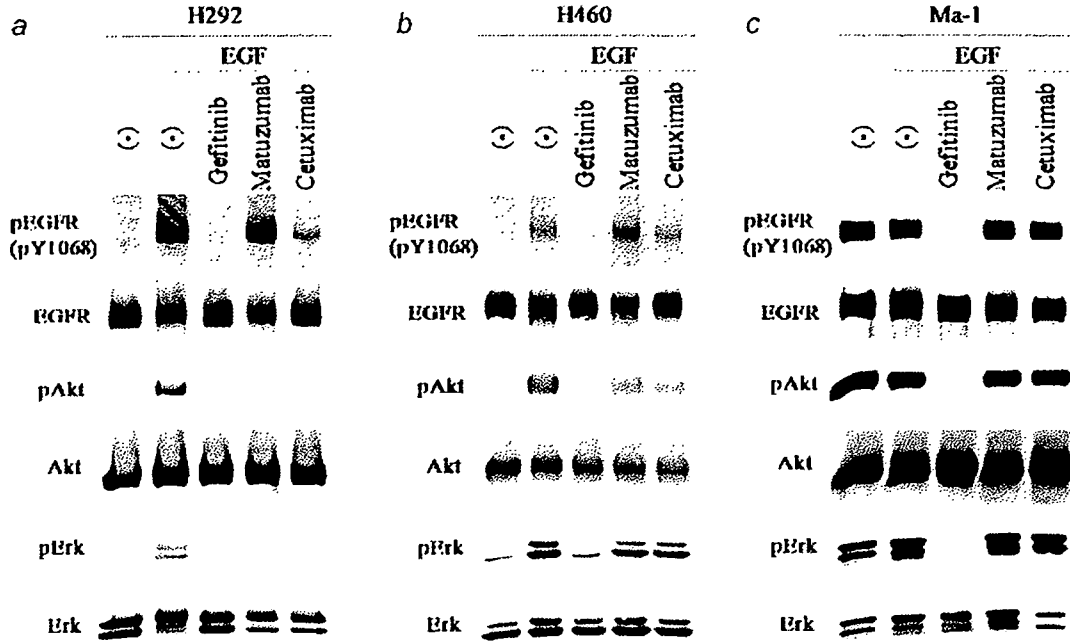 a H292
EGF
(-) (-) Gefitinib Matuzumab Cetuximab
pEGFR
(pY1068)
EGFR
pAkt
Akt
pErk
Erk
b H460
EGF
(-) (-) Gefitinib Matuzumab Cetuximab
pEGFR
(pY1068)
EGFR
pAkt
Akt
pErk
Erk
c Ma-1
EGF
(-) (-) Gefitinib Matuzumab Cetuximab
pEGFR
(pY1068)
EGFR
pAkt
Akt
pErk
Erk